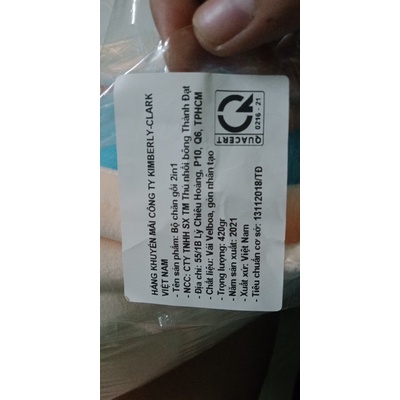 HÀNG KHUYẾN MÃI CÔNG TY KIMBERLY-CLARK
VIỆT NAM
- Tên sản phẩm: Bộ chăn gối 2in1
- NCC: CTY TNHH SX TM Thú nhồi bông Thành Đạt
- Địa chỉ: 55/1B Lý Chiêu Hoàng, P10, Q6, TPHCM
- Chất liệu: Vải Velboa, gòn nhân tạo
- Trọng lượng: 420gr
- Năm sản xuất: 2021
- Xuất xứ: Việt Nam
- Tiêu chuẩn cơ sở: 13112018/TĐ
QUACERT
0216 - 21